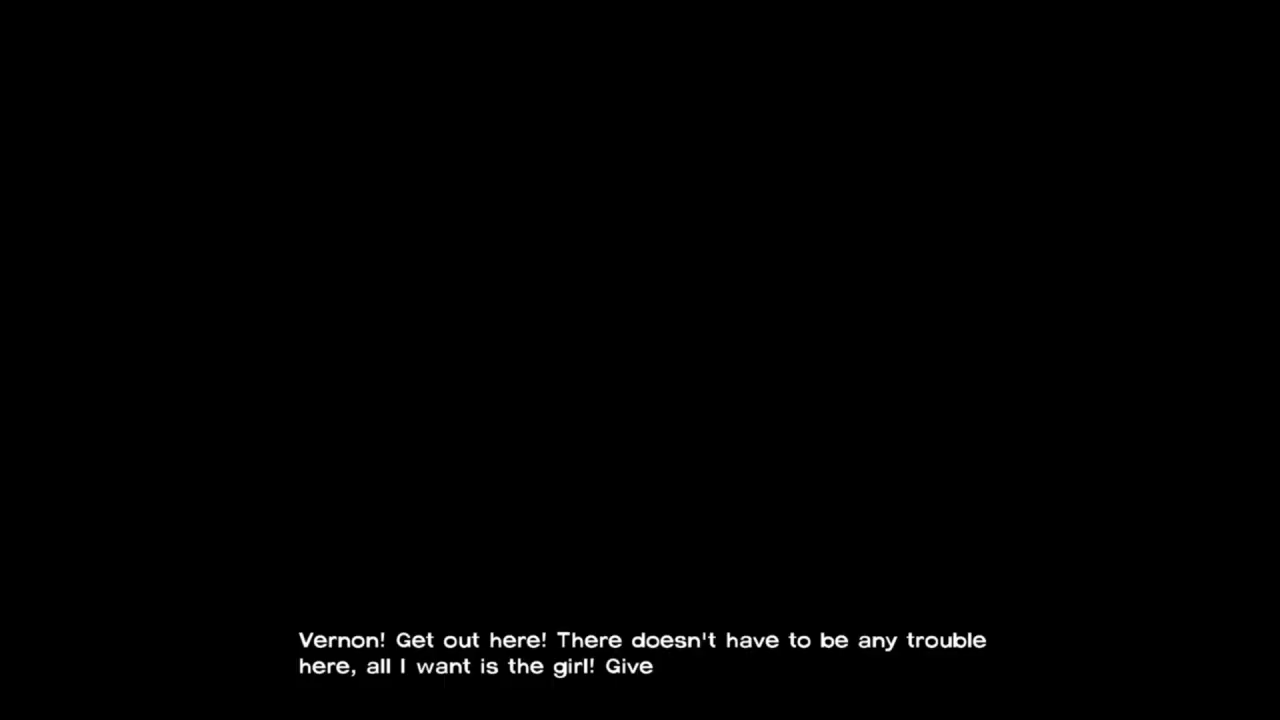 Vernon! Get out here! There doesn't have to be any trouble
here, all I want is the girl! Give